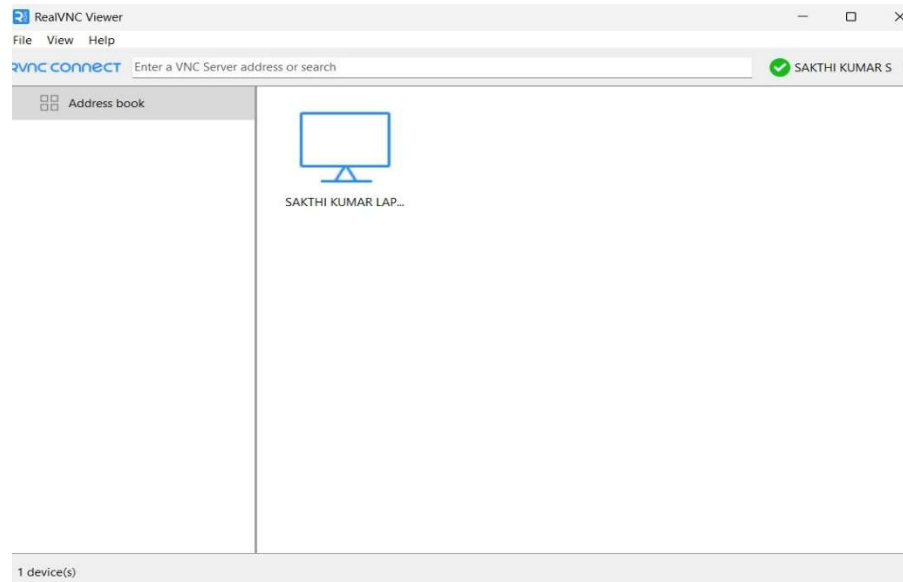 RealVNC Viewer
File View Help
RVNC CONNECT Enter a VNC Server address or search SAKTHI KUMAR S
Address book
SAKTHI KUMAR LAP...
1 device(s)